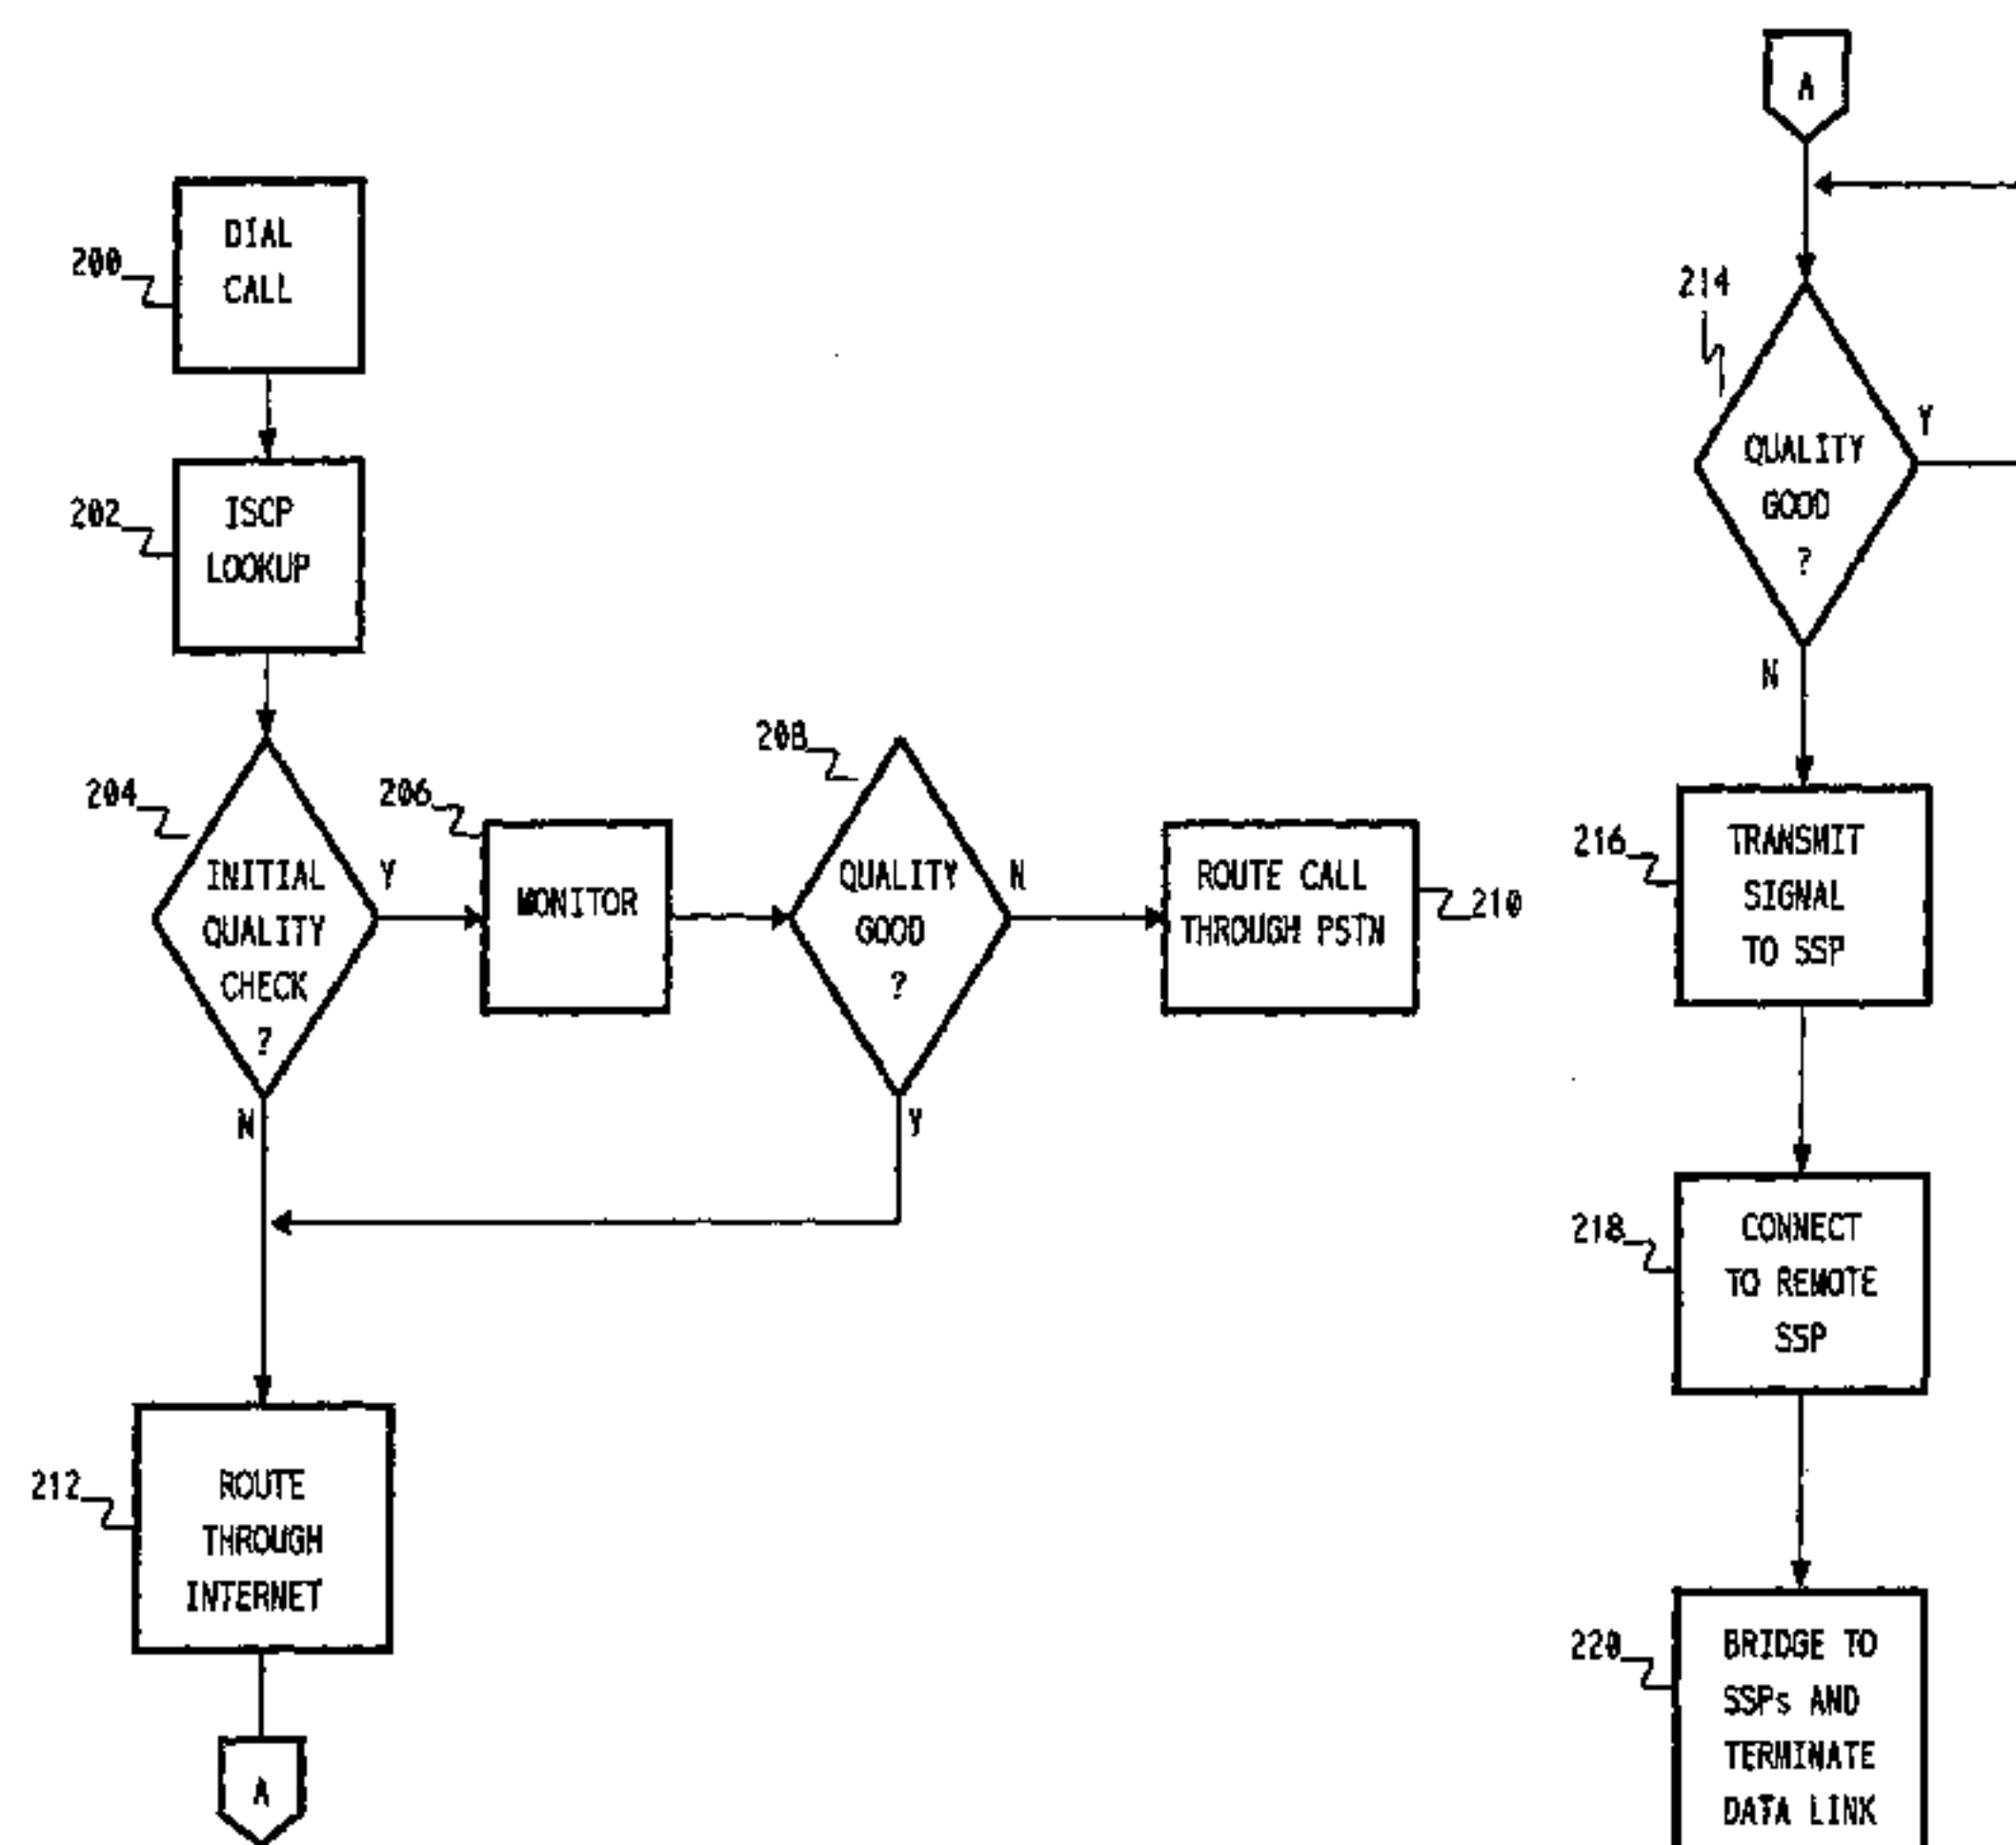 200
DIAL
CALL
202
ISCP
LOOKUP
204
INITIAL
QUALITY
CHECK
?
Y
N
206
MONITOR
208
QUALITY
GOOD
?
N
Y
ROUTE CALL
THROUGH PSTN
210
212
ROUTE
THROUGH
INTERNET
A
A
214
QUALITY
GOOD
?
Y
N
216
TRANSMIT
SIGNAL
TO SSP
218
CONNECT
TO REMOTE
SSP
220
BRIDGE TO
SSPs AND
TERMINATE
DATA LINK